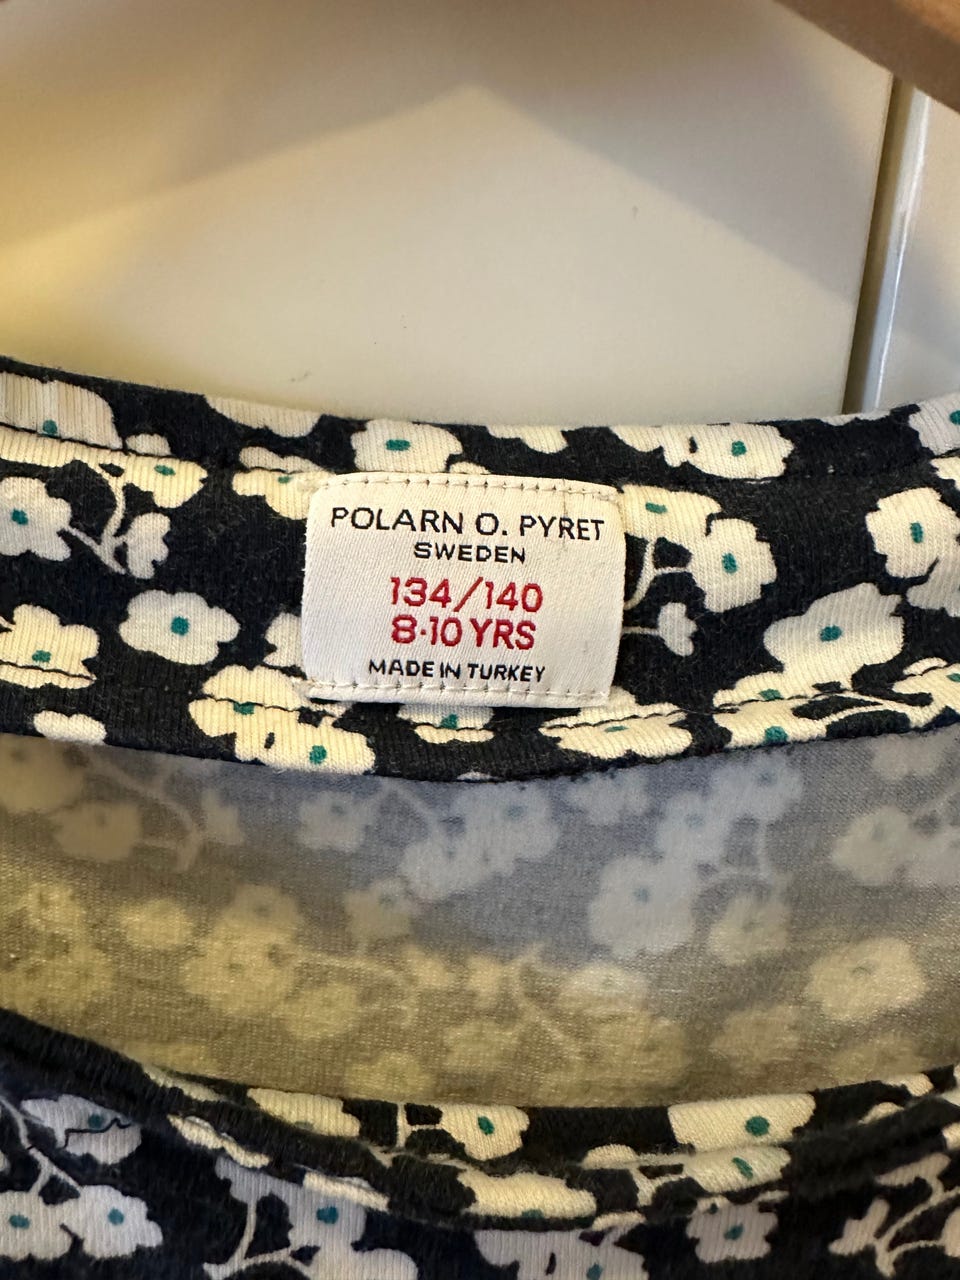 POLARN O. PYRET
SWEDEN
134/140
8-10 YRS
MADE IN TURKEY